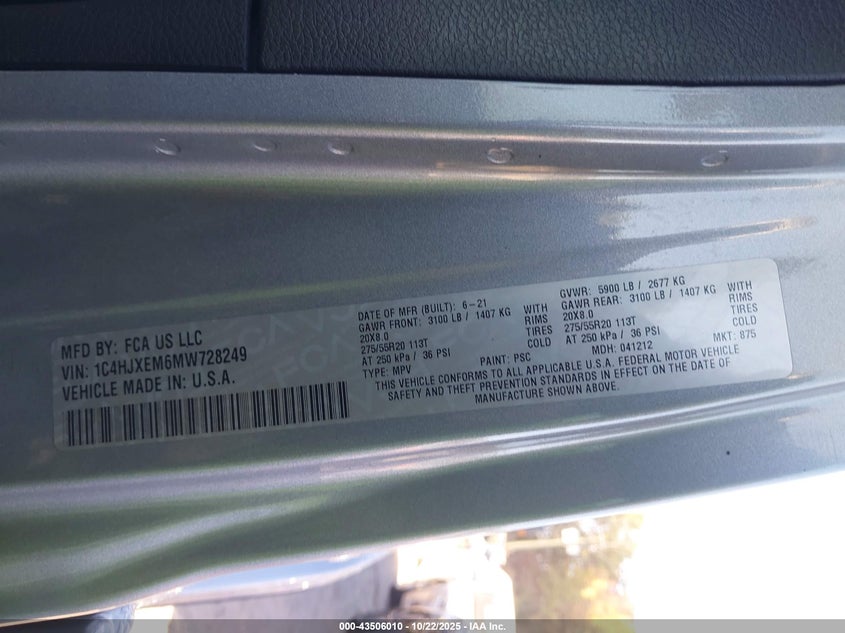 MFD BY: FCA US LLC
VIN: 1C4HJXEM6MW728249
VEHICLE MADE IN U.S.A.
DATE OF MFR (BUILT): 6-21
GAWR FRONT: 3100 LB / 1407 KG WITH
20X8.0 RIMS
275/55R20 113T TIRES
AT 250 kPa / 36 PSI COLD
TYPE: MPV PAINT: PSC
GVWR: 5900 LB / 2677 KG
GAWR REAR: 3100 LB / 1407 KG WITH
20X8.0 RIMS
275/55R20 113T TIRES
AT 250 kPa / 36 PSI COLD
MDH: 041212 MKT: 875
THIS VEHICLE CONFORMS TO ALL APPLICABLE U.S.A. FEDERAL MOTOR VEHICLE
SAFETY AND THEFT PREVENTION STANDARDS IN EFFECT ON THE DATE OF
MANUFACTURE SHOWN ABOVE.
000-43506010 - 10/22/2025 - IAA Inc.